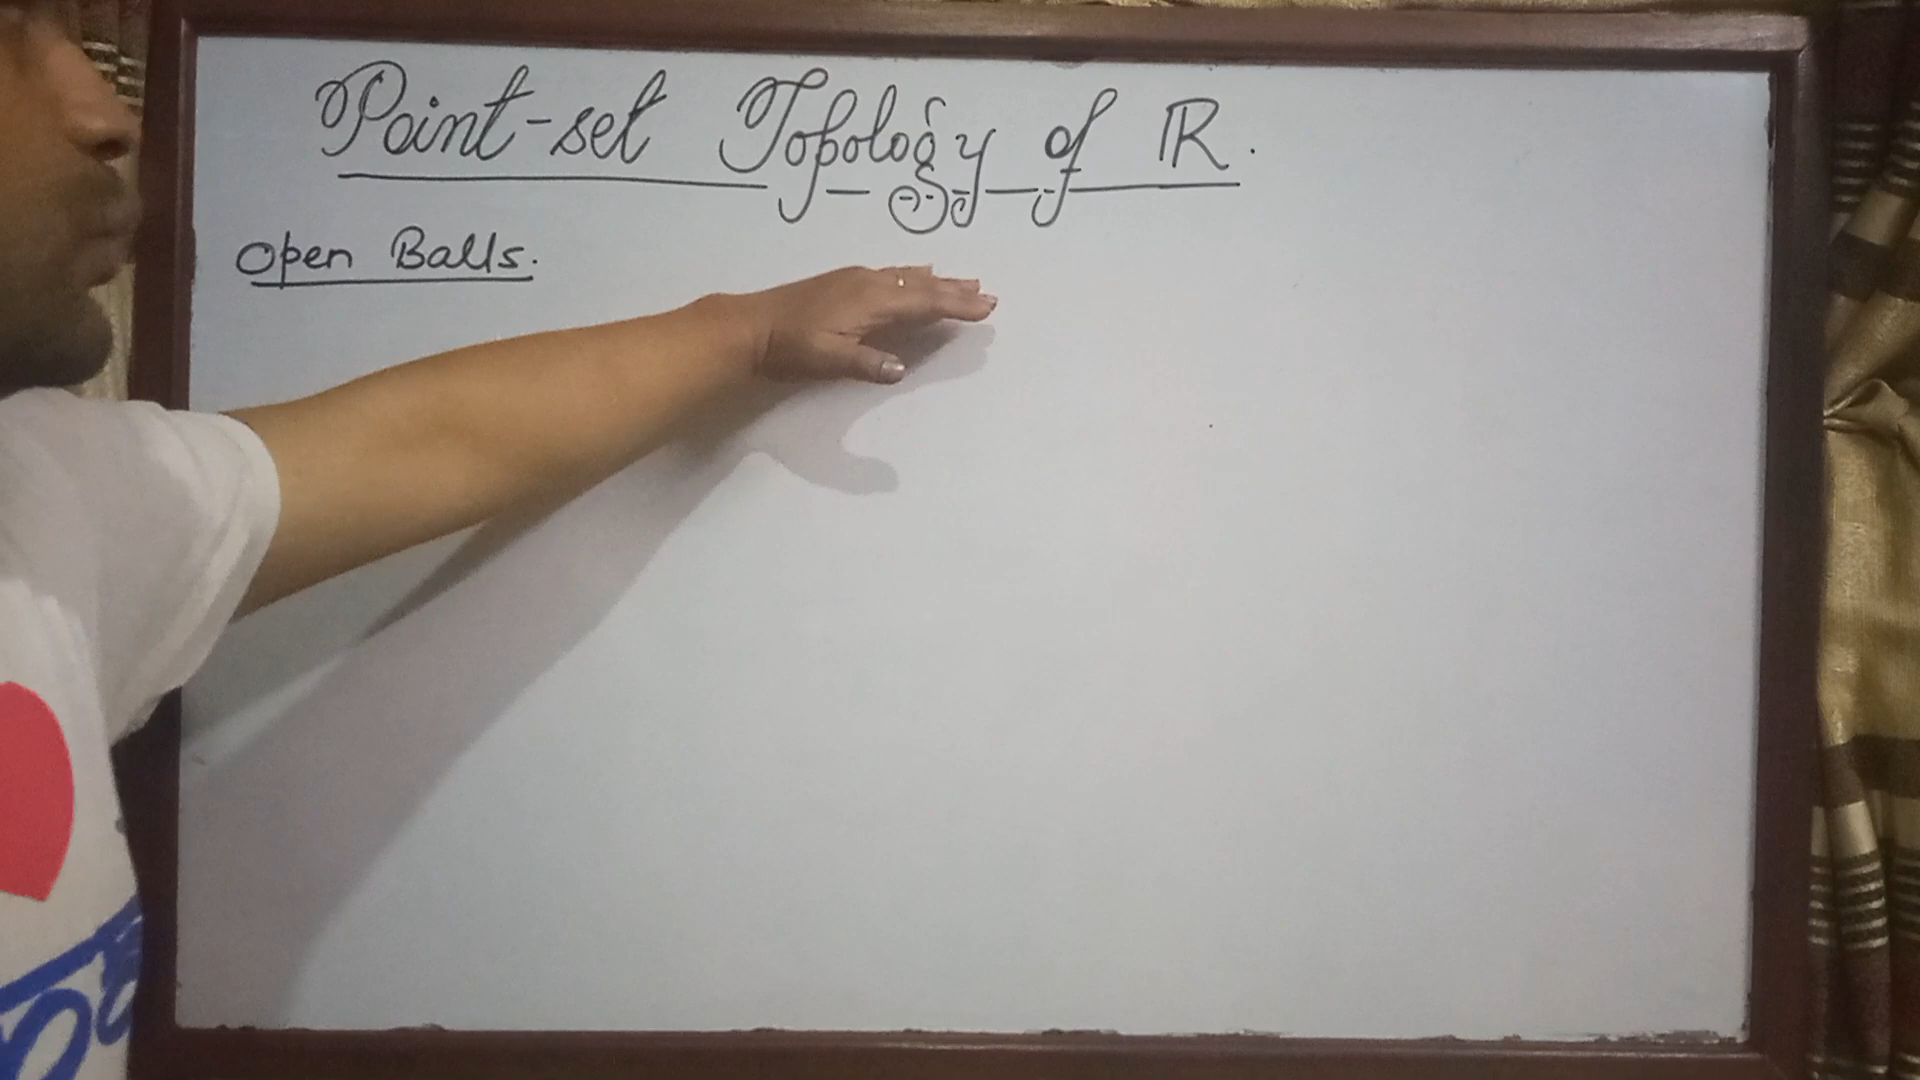 Point-set Topology of ℝ.
Open Balls.